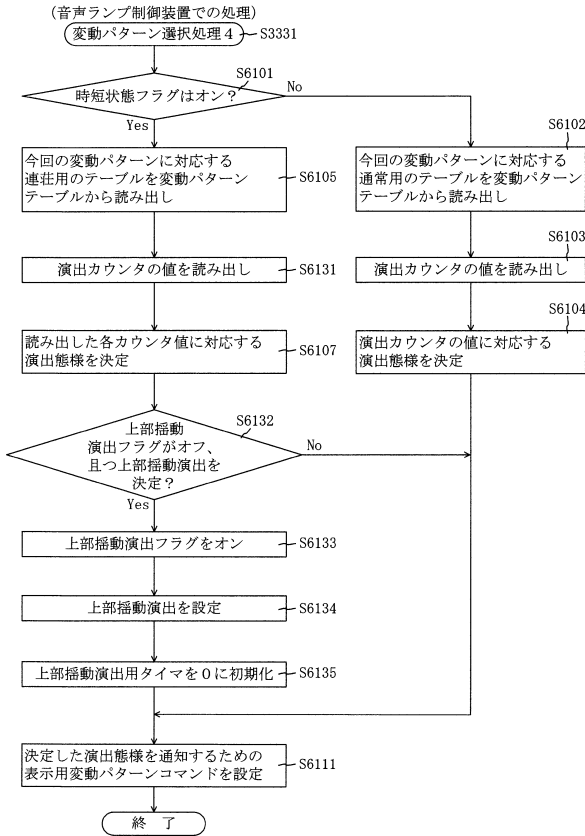 (音声ランプ制御装置での処理)
変動パターン選択処理4
S3331
S6101
時短状態フラグはオン?
No
Yes
S6102
今回の変動パターンに対応する
連荘用のテーブルを変動パターン
テーブルから読み出し
S6105
今回の変動パターンに対応する
通常用のテーブルを変動パターン
テーブルから読み出し
S6103
演出カウンタの値を読み出し
S6131
演出カウンタの値を読み出し
S6104
読み出した各カウンタ値に対応する
演出態様を決定
S6107
演出カウンタの値に対応する
演出態様を決定
S6132
上部揺動
演出フラグがオフ、
且つ上部揺動演出を
決定?
No
Yes
上部揺動演出フラグをオン
S6133
上部揺動演出を設定
S6134
上部揺動演出用タイマを0に初期化
S6135
決定した演出態様を通知するための
表示用変動パターンコマンドを設定
S6111
終 了